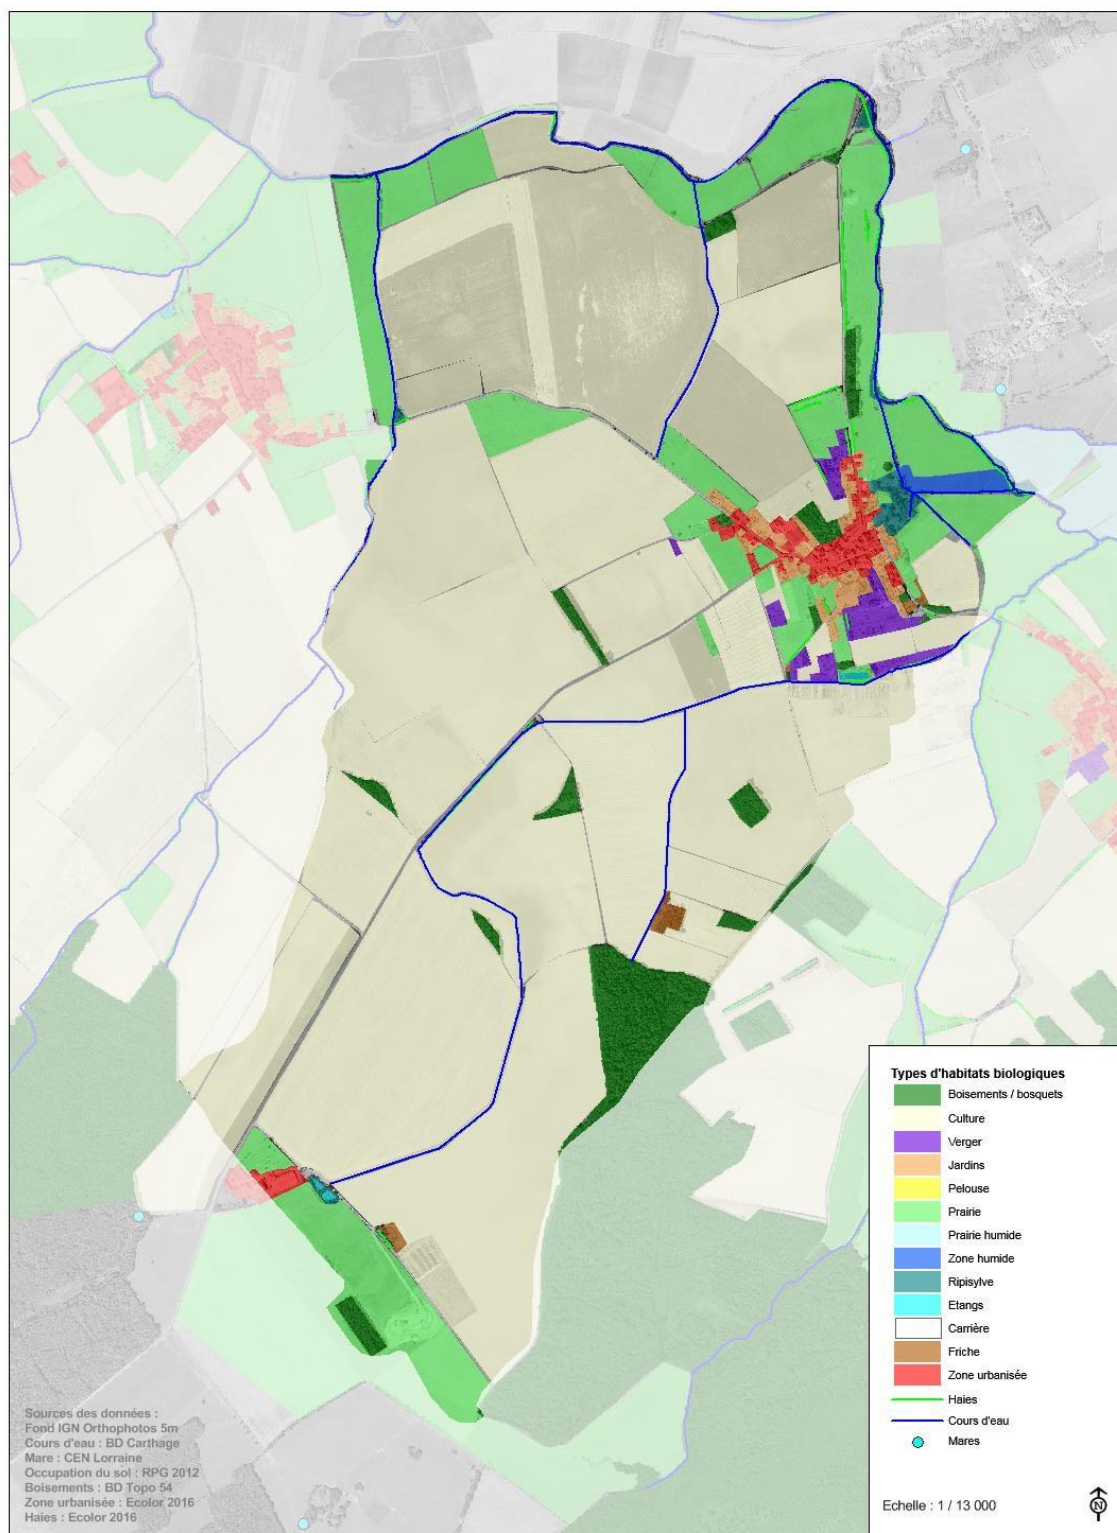 Types d'habitats biologiques
Boisements / bosquets
Culture
Verger
Jardins
Pelouse
Prairie
Prairie humide
Zone humide
Ripisylve
Etangs
Carrière
Friche
Zone urbanisée
Haies
Cours d'eau
Mares
Echelle : 1 / 13 000
N
Sources des données :
Fond IGN Orthophotos 5m
Cours d'eau : BD Carthage
Mare : CEN Lorraine
Occupation du sol : RPG 2012
Boisements : BD Topo 54
Zone urbanisée : Ecolor 2016
Haies : Ecolor 2016